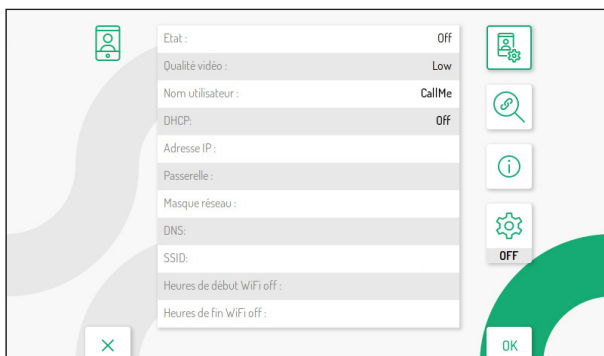 Etat : Off
Qualité vidéo : Low
Nom utilisateur : CallMe
DHCP: Off
Adresse IP :
Passerelle :
Masque réseau :
DNS:
SSID:
Heures de début WiFi off :
Heures de fin WiFi off :
OFF
OK